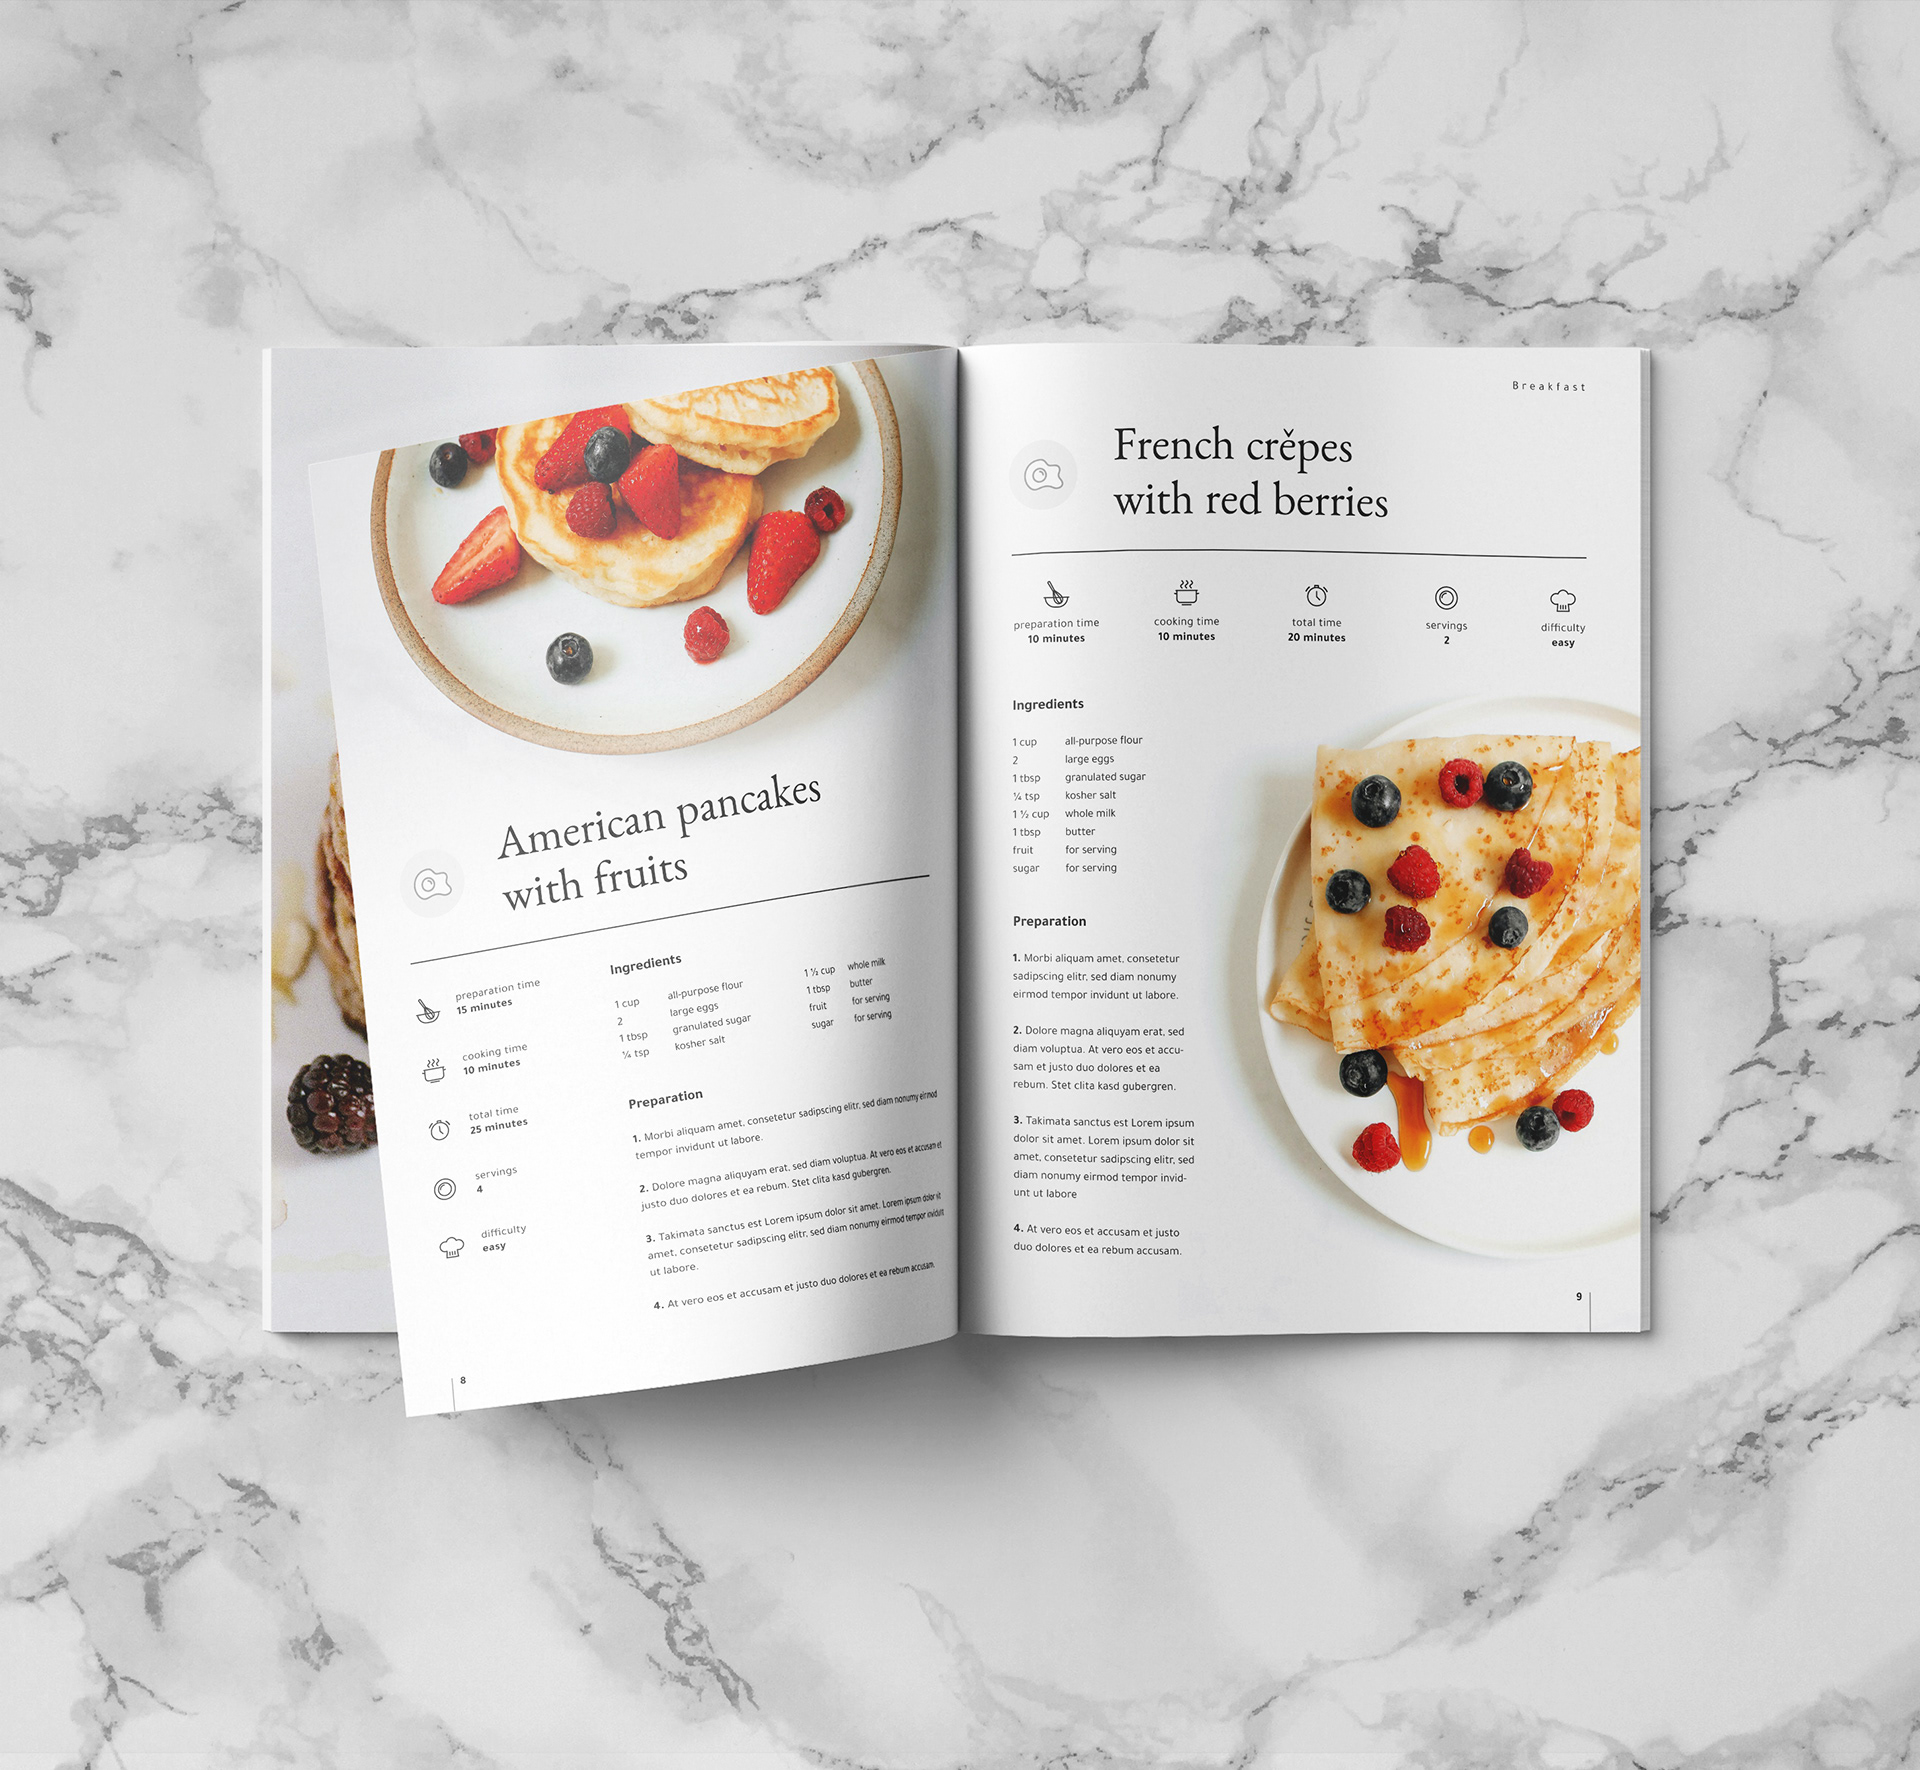 American pancakes
with fruits
preparation time
15 minutes
cooking time
10 minutes
total time
25 minutes
servings
4
difficulty
easy
Ingredients
1 cup all-purpose flour
2 large eggs
1 tbsp granulated sugar
¼ tsp kosher salt
1 ½ cup whole milk
1 tbsp butter
fruit for serving
sugar for serving
Preparation
1. Morbi aliquam amet, consetetur sadipscing elitr, sed diam nonumy eirmod
tempor invidunt ut labore.
2. Dolore magna aliquyam erat, sed diam voluptua. At vero eos et accusam et
justo duo dolores et ea rebum. Stet clita kasd gubergren.
3. Takimata sanctus est Lorem ipsum dolor sit amet. Lorem ipsum dolor sit
amet, consetetur sadipscing elitr, sed diam nonumy eirmod tempor invidunt
ut labore.
4. At vero eos et accusam et justo duo dolores et ea rebum accusam.
8
Breakfast
French crěpes
with red berries
preparation time
10 minutes
cooking time
10 minutes
total time
20 minutes
servings
2
difficulty
easy
Ingredients
1 cup all-purpose flour
2 large eggs
1 tbsp granulated sugar
¼ tsp kosher salt
1 ½ cup whole milk
1 tbsp butter
fruit for serving
sugar for serving
Preparation
1. Morbi aliquam amet, consetetur
sadipscing elitr, sed diam nonumy
eirmod tempor invidunt ut labore.
2. Dolore magna aliquyam erat, sed
diam voluptua. At vero eos et accu-
sam et justo duo dolores et ea
rebum. Stet clita kasd gubergren.
3. Takimata sanctus est Lorem ipsum
dolor sit amet. Lorem ipsum dolor sit
amet, consetetur sadipscing elitr, sed
diam nonumy eirmod tempor invid-
unt ut labore
4. At vero eos et accusam et justo
duo dolores et ea rebum accusam.
9